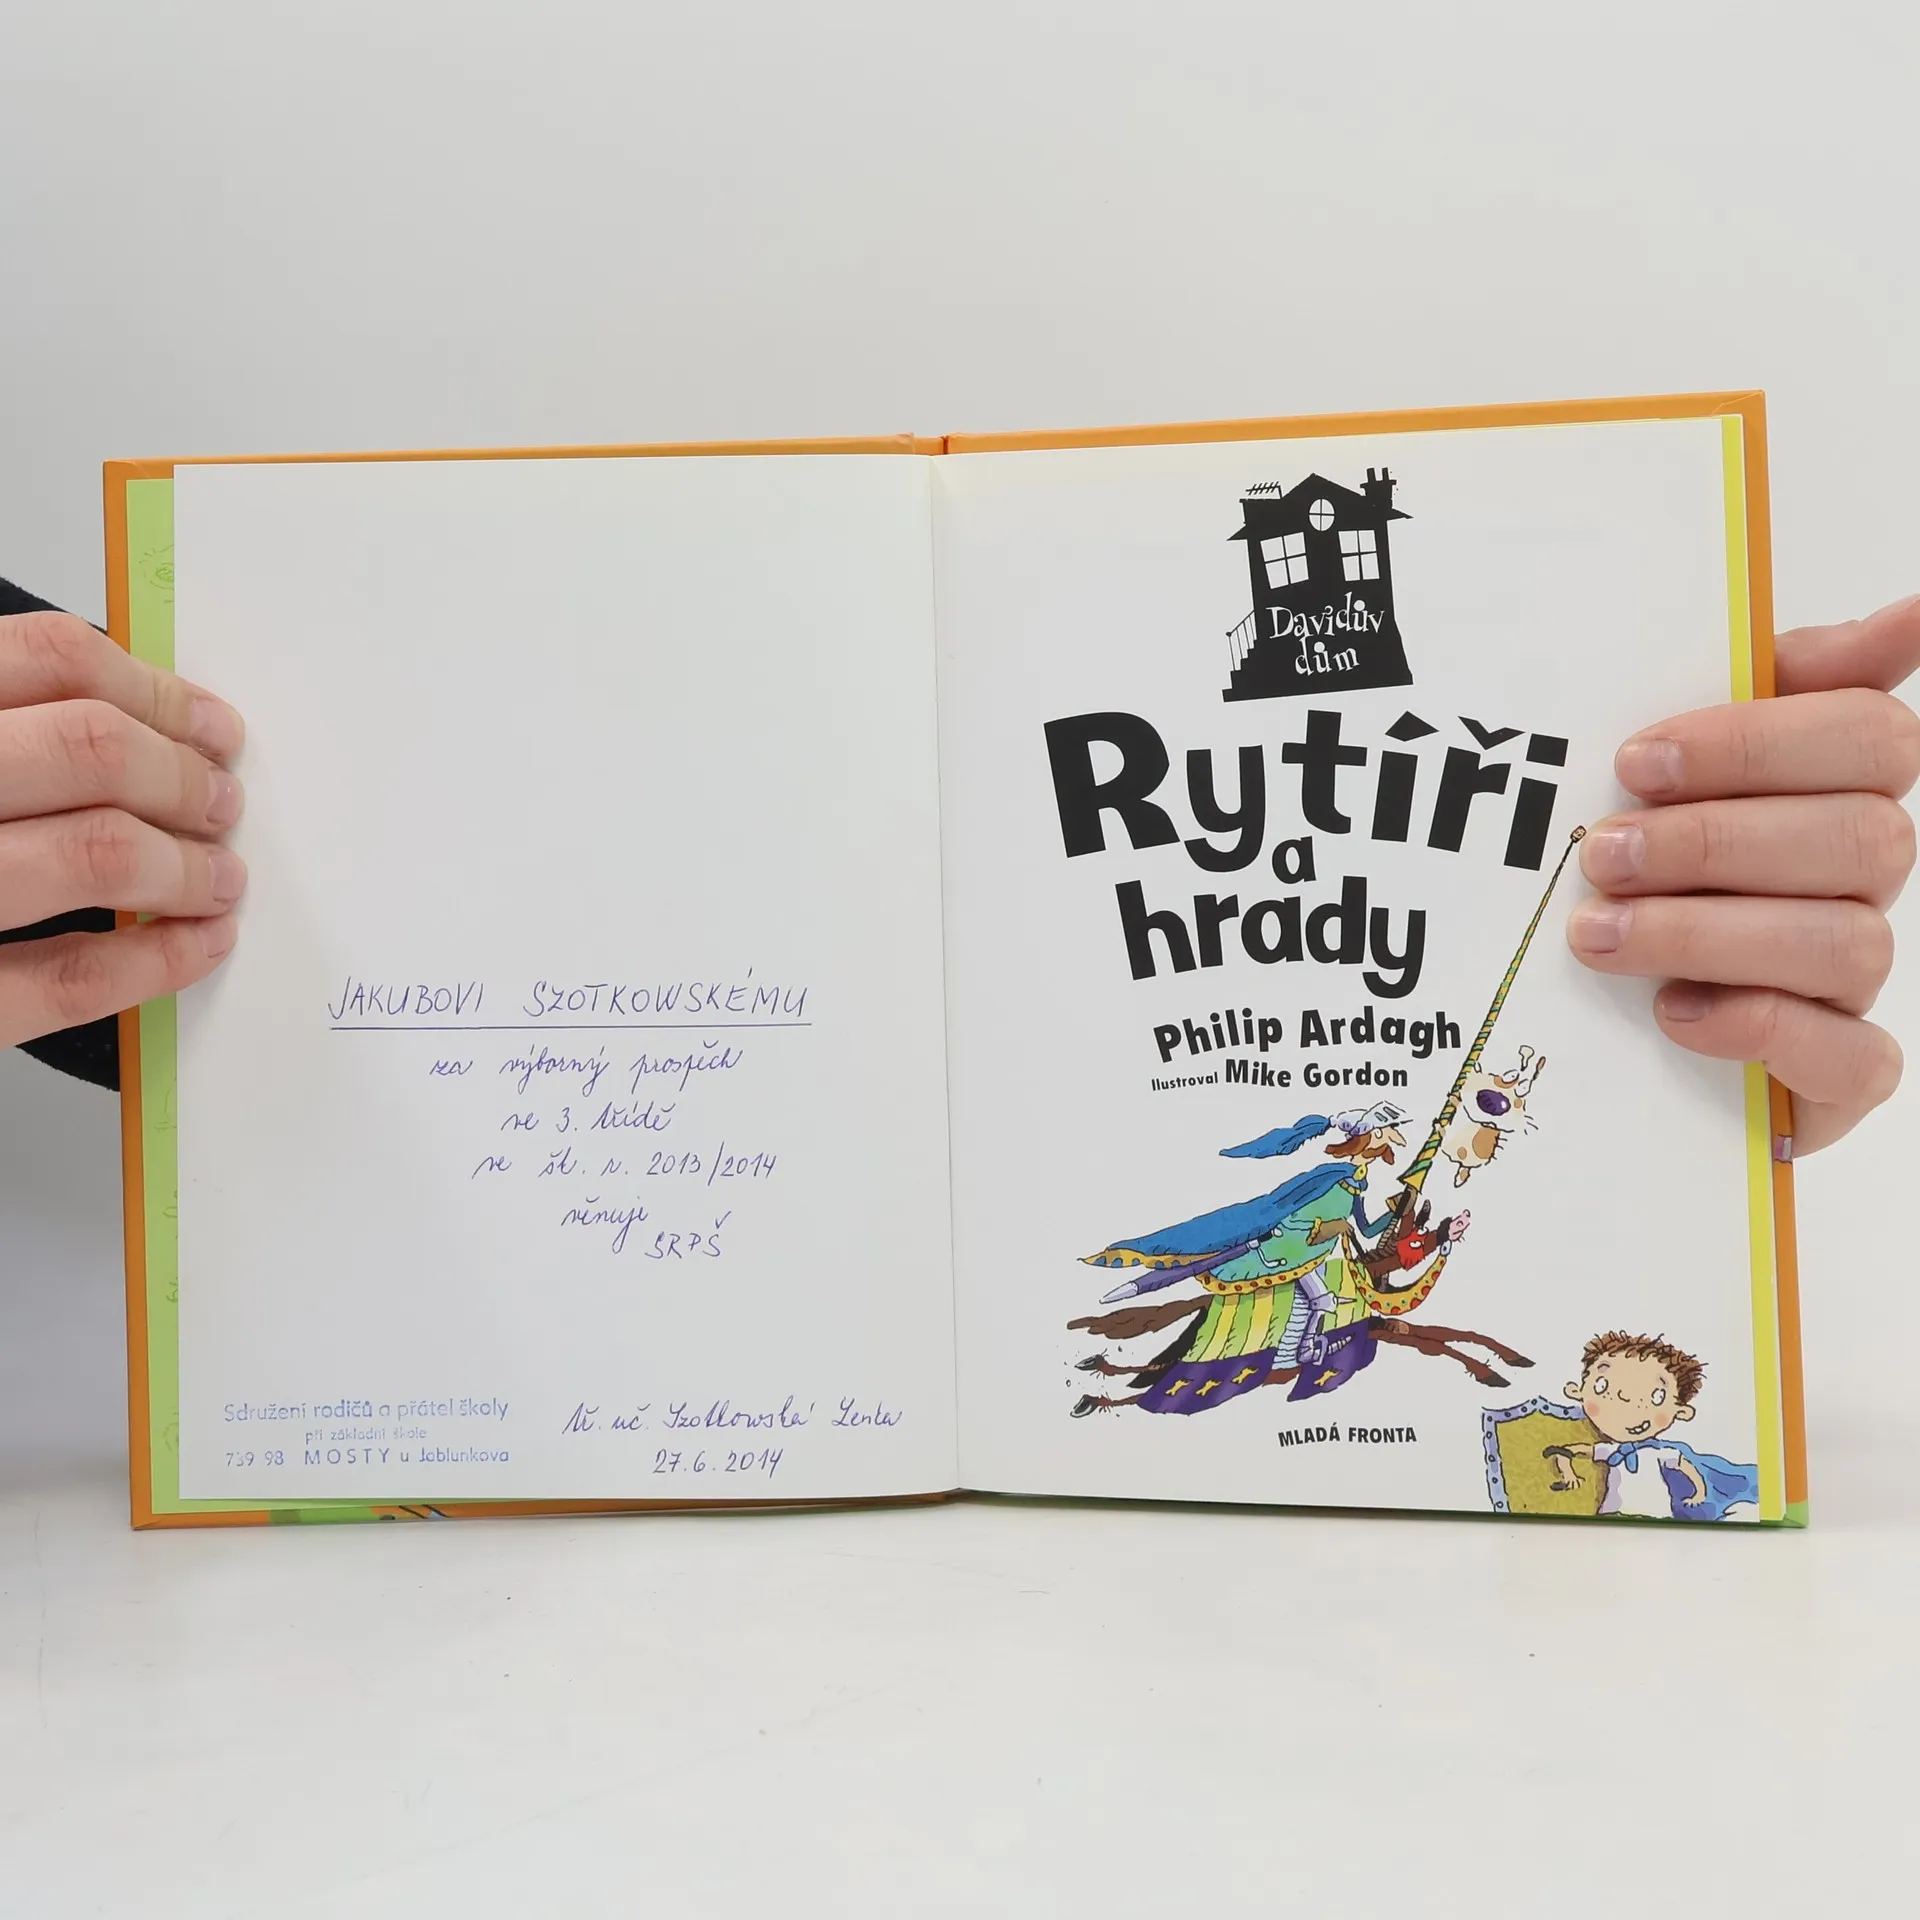 JAKUBOVI SZOTKOWSKÉMU
za výborný prospěch
ve 3. třídě
ve šk. r. 2013/2014
věnuje
SRPŠ
Sdružení rodičů a přátel školy
při základní škole
739 98 MOSTY u Jablunkova
tř. uč. Szotkowská Lenka
27.6.2014
Davidův
dům
Rytíři
a
hrady
Philip Ardagh
Ilustroval Mike Gordon
MLADÁ FRONTA